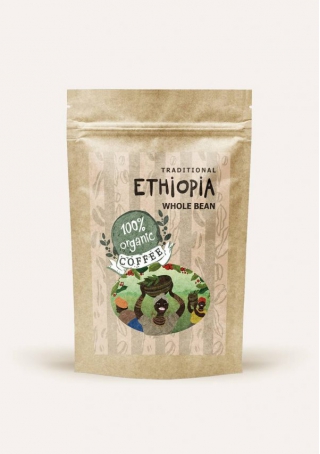 TRADITIONAL
ETHiOPiA
WHOLE BEAN
100%
organic
COFFEE